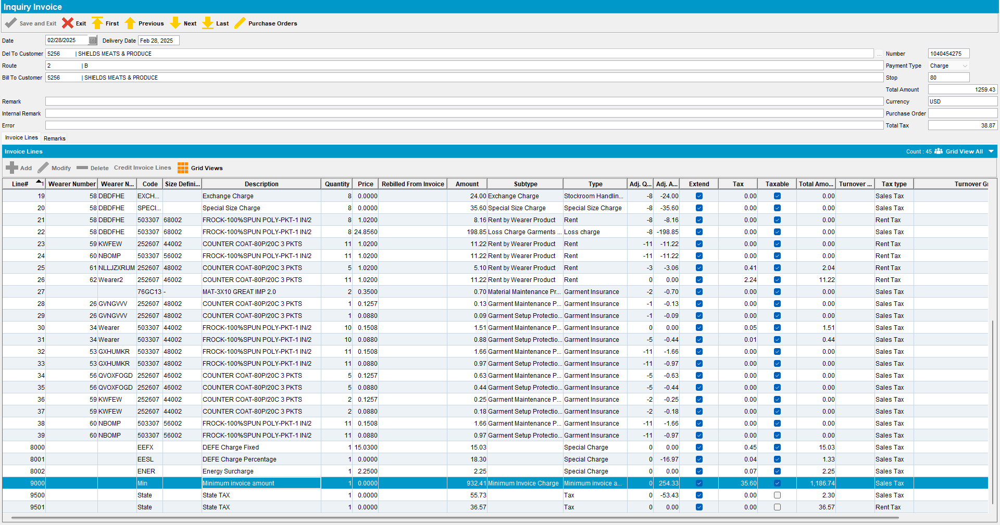 Inquiry Invoice
Save and Exit Exit First Previous Next Last Purchase Orders
Date 02/28/2025 16 Delivery Date Feb 28, 2025
Del To Customer 5256 | SHIELDS MEATS & PRODUCE ... Number 1040454275
Route 2 | B Payment Type Charge
Bill To Customer 5256 | SHIELDS MEATS & PRODUCE Stop 80
Total Amount 1259.43
Remark Currency USD
Internal Remark Purchase Order
Error Total Tax 38.87
Invoice Lines Remarks
Invoice Lines Count : 45 Grid View All
Add Modify Delete Credit Invoice Lines Grid Views
Line# 1 Wearer Number Wearer N... Code Size Defini... Description Quantity Price Rebilled From Invoice Amount Subtype Type Adj. Q... Adj. A... Extend Tax Taxable Total Amo... Turnover ... Tax type Turnover Gr
19 58 DBDFHE EXCH... Exchange Charge 8 0.0000 24.00 Exchange Charge Stockroom Handlin... -8 -24.00 0.00 0.00 Sales Tax
20 58 DBDFHE SPECI... Special Size Charge 8 0.0000 35.60 Special Size Charge Special Size Charge -8 -35.60 0.00 0.00 Sales Tax
21 58 DBDFHE 503307 68002 FROCK-100%SPUN POLY-PKT-1 IN/2 8 1.0200 8.16 Rent by Wearer Product Rent -8 -8.16 0.00 0.00 Rent Tax
22 58 DBDFHE 503307 68002 FROCK-100%SPUN POLY-PKT-1 IN/2 8 24.8560 198.85 Loss Charge Garments ... Loss charge -8 -198.85 0.00 0.00 Sales Tax
23 59 KWFEW 252607 44002 COUNTER COAT-80P/20C 3 PKTS 11 1.0200 11.22 Rent by Wearer Product Rent -11 -11.22 0.00 0.00 Rent Tax
24 60 NBOMP 503307 56002 FROCK-100%SPUN POLY-PKT-1 IN/2 11 1.0200 11.22 Rent by Wearer Product Rent -11 -11.22 0.00 0.00 Rent Tax
25 61 NLLJZXRIJM 252607 48002 COUNTER COAT-80P/20C 3 PKTS 5 1.0200 5.10 Rent by Wearer Product Rent -3 -3.06 0.41 2.04 Rent Tax
26 62 Wearer2 252607 46002 COUNTER COAT-80P/20C 3 PKTS 11 1.0200 11.22 Rent by Wearer Product Rent 0 0.00 2.24 11.22 Rent Tax
27 76GC13 - MAT-3X10 GREAT IMP 2.0 2 0.3500 0.70 Material Maintenance Pr... Garment Insurance -2 -0.70 0.00 0.00 Sales Tax
28 26 GVNGVVV 252607 48002 COUNTER COAT-80P/20C 3 PKTS 1 0.1257 0.13 Garment Maintenance P... Garment Insurance -1 -0.13 0.00 0.00 Sales Tax
29 26 GVNGVVV 252607 48002 COUNTER COAT-80P/20C 3 PKTS 1 0.0880 0.09 Garment Setup Protectio... Garment Insurance -1 -0.09 0.00 0.00 Sales Tax
30 34 Wearer 503307 44002 FROCK-100%SPUN POLY-PKT-1 IN/2 10 0.1508 1.51 Garment Maintenance P... Garment Insurance 0 0.00 0.05 1.51 Sales Tax
31 34 Wearer 503307 44002 FROCK-100%SPUN POLY-PKT-1 IN/2 10 0.0880 0.88 Garment Setup Protectio... Garment Insurance -5 -0.44 0.01 0.44 Sales Tax
32 53 GXHUMKR 503307 48002 FROCK-100%SPUN POLY-PKT-1 IN/2 11 0.1508 1.66 Garment Maintenance P... Garment Insurance -11 -1.66 0.00 0.00 Sales Tax
33 53 GXHUMKR 503307 48002 FROCK-100%SPUN POLY-PKT-1 IN/2 11 0.0880 0.97 Garment Setup Protectio... Garment Insurance -11 -0.97 0.00 0.00 Sales Tax
34 56 QVOXFOGD 252607 46002 COUNTER COAT-80P/20C 3 PKTS 5 0.1257 0.63 Garment Maintenance P... Garment Insurance -5 -0.63 0.00 0.00 Sales Tax
35 56 QVOXFOGD 252607 46002 COUNTER COAT-80P/20C 3 PKTS 5 0.0880 0.44 Garment Setup Protectio... Garment Insurance -5 -0.44 0.00 0.00 Sales Tax
36 59 KWFEW 252607 44002 COUNTER COAT-80P/20C 3 PKTS 2 0.1257 0.25 Garment Maintenance P... Garment Insurance -2 -0.25 0.00 0.00 Sales Tax
37 59 KWFEW 252607 44002 COUNTER COAT-80P/20C 3 PKTS 2 0.0880 0.18 Garment Setup Protectio... Garment Insurance -2 -0.18 0.00 0.00 Sales Tax
38 60 NBOMP 503307 56002 FROCK-100%SPUN POLY-PKT-1 IN/2 11 0.1508 1.66 Garment Maintenance P... Garment Insurance -11 -1.66 0.00 0.00 Sales Tax
39 60 NBOMP 503307 56002 FROCK-100%SPUN POLY-PKT-1 IN/2 11 0.0880 0.97 Garment Setup Protectio... Garment Insurance -11 -0.97 0.00 0.00 Sales Tax
8000 EEFX DEFE Charge Fixed 1 15.0300 15.03 Special Charge 0 0.00 0.45 15.03 Sales Tax
8001 EESL DEFE Charge Percentage 1 0.0000 18.30 Special Charge 0 -16.97 0.04 1.33 Sales Tax
8002 ENER Energy Surcharge 1 2.2500 2.25 Special Charge 0 0.00 0.07 2.25 Sales Tax
9000 Min Minimum invoice amount 1 0.0000 932.41 Minimum Invoice Charge Minimum invoice a... 0 254.33 35.60 1,186.74 Sales Tax
9500 State State TAX 1 0.0000 55.73 Tax 0 -53.43 0.00 2.30 Sales Tax
9501 State State TAX 1 0.0000 36.57 Tax 0 0.00 0.00 36.57 Rent Tax